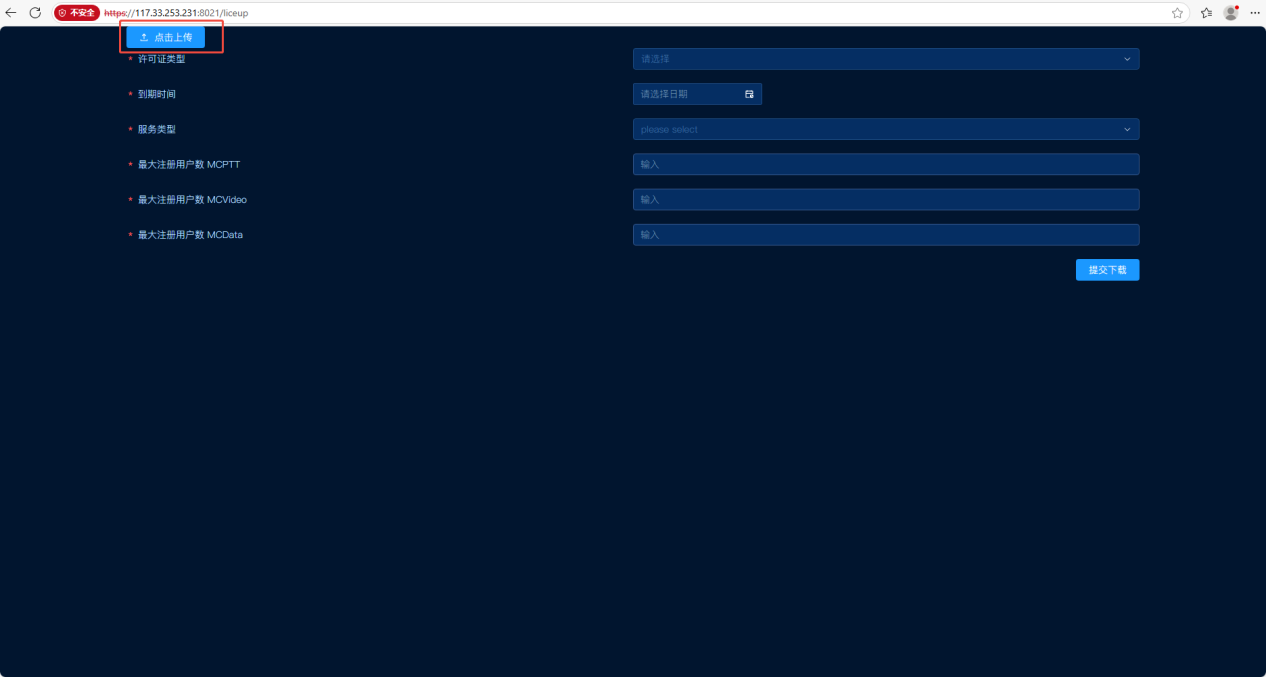 不安全 https://117.33.253.231:8021/liceup
点击上传
* 许可证类型 请选择
* 到期时间 请选择日期
* 服务类型 please select
* 最大注册用户数 MCPTT 输入
* 最大注册用户数 MCVideo 输入
* 最大注册用户数 MCData 输入
提交下载